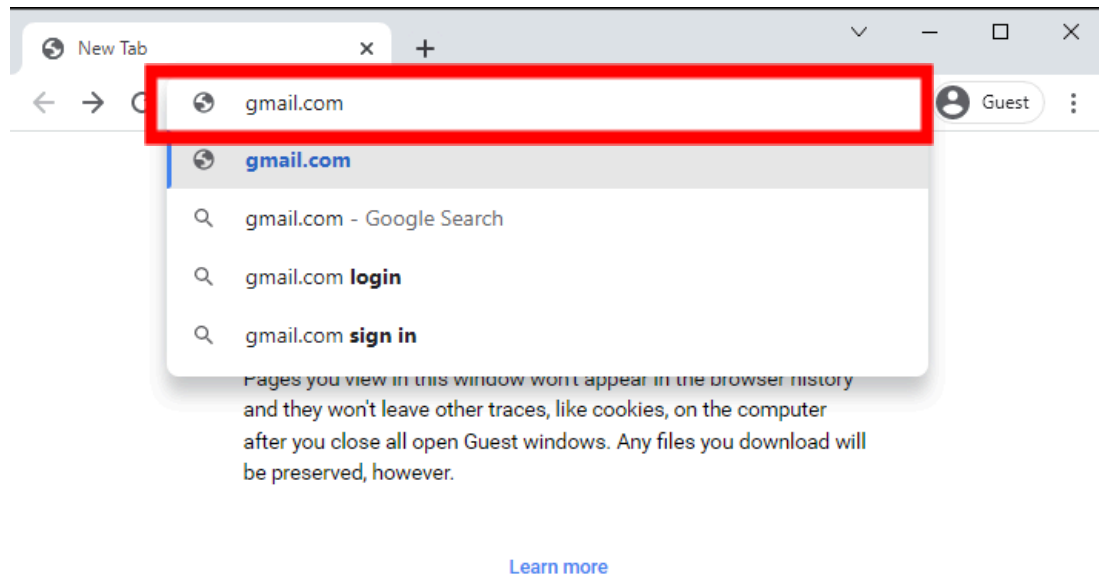 New Tab
gmail.com
Guest
gmail.com
gmail.com - Google Search
gmail.com login
gmail.com sign in
Pages you view in this window won't appear in the browser history
and they won't leave other traces, like cookies, on the computer
after you close all open Guest windows. Any files you download will
be preserved, however.
Learn more